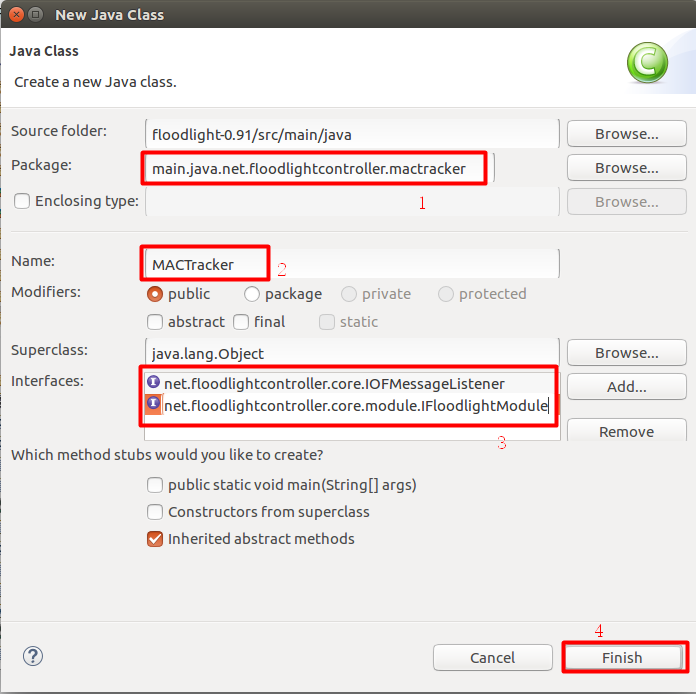 New Java Class
Java Class
Create a new Java class.
C
Source folder: floodlight-0.91/src/main/java Browse...
Package: main.java.net.floodlightcontroller.mactracker Browse...
Enclosing type: Browse...
1
Name: MACTracker
2
Modifiers: public package private protected
abstract final static
Superclass: java.lang.Object Browse...
Interfaces: net.floodlightcontroller.core.IOFMessageListener Add...
net.floodlightcontroller.core.module.IFloodlightModule
Remove
3
Which method stubs would you like to create?
public static void main(String[] args)
Constructors from superclass
Inherited abstract methods
4
? Cancel Finish